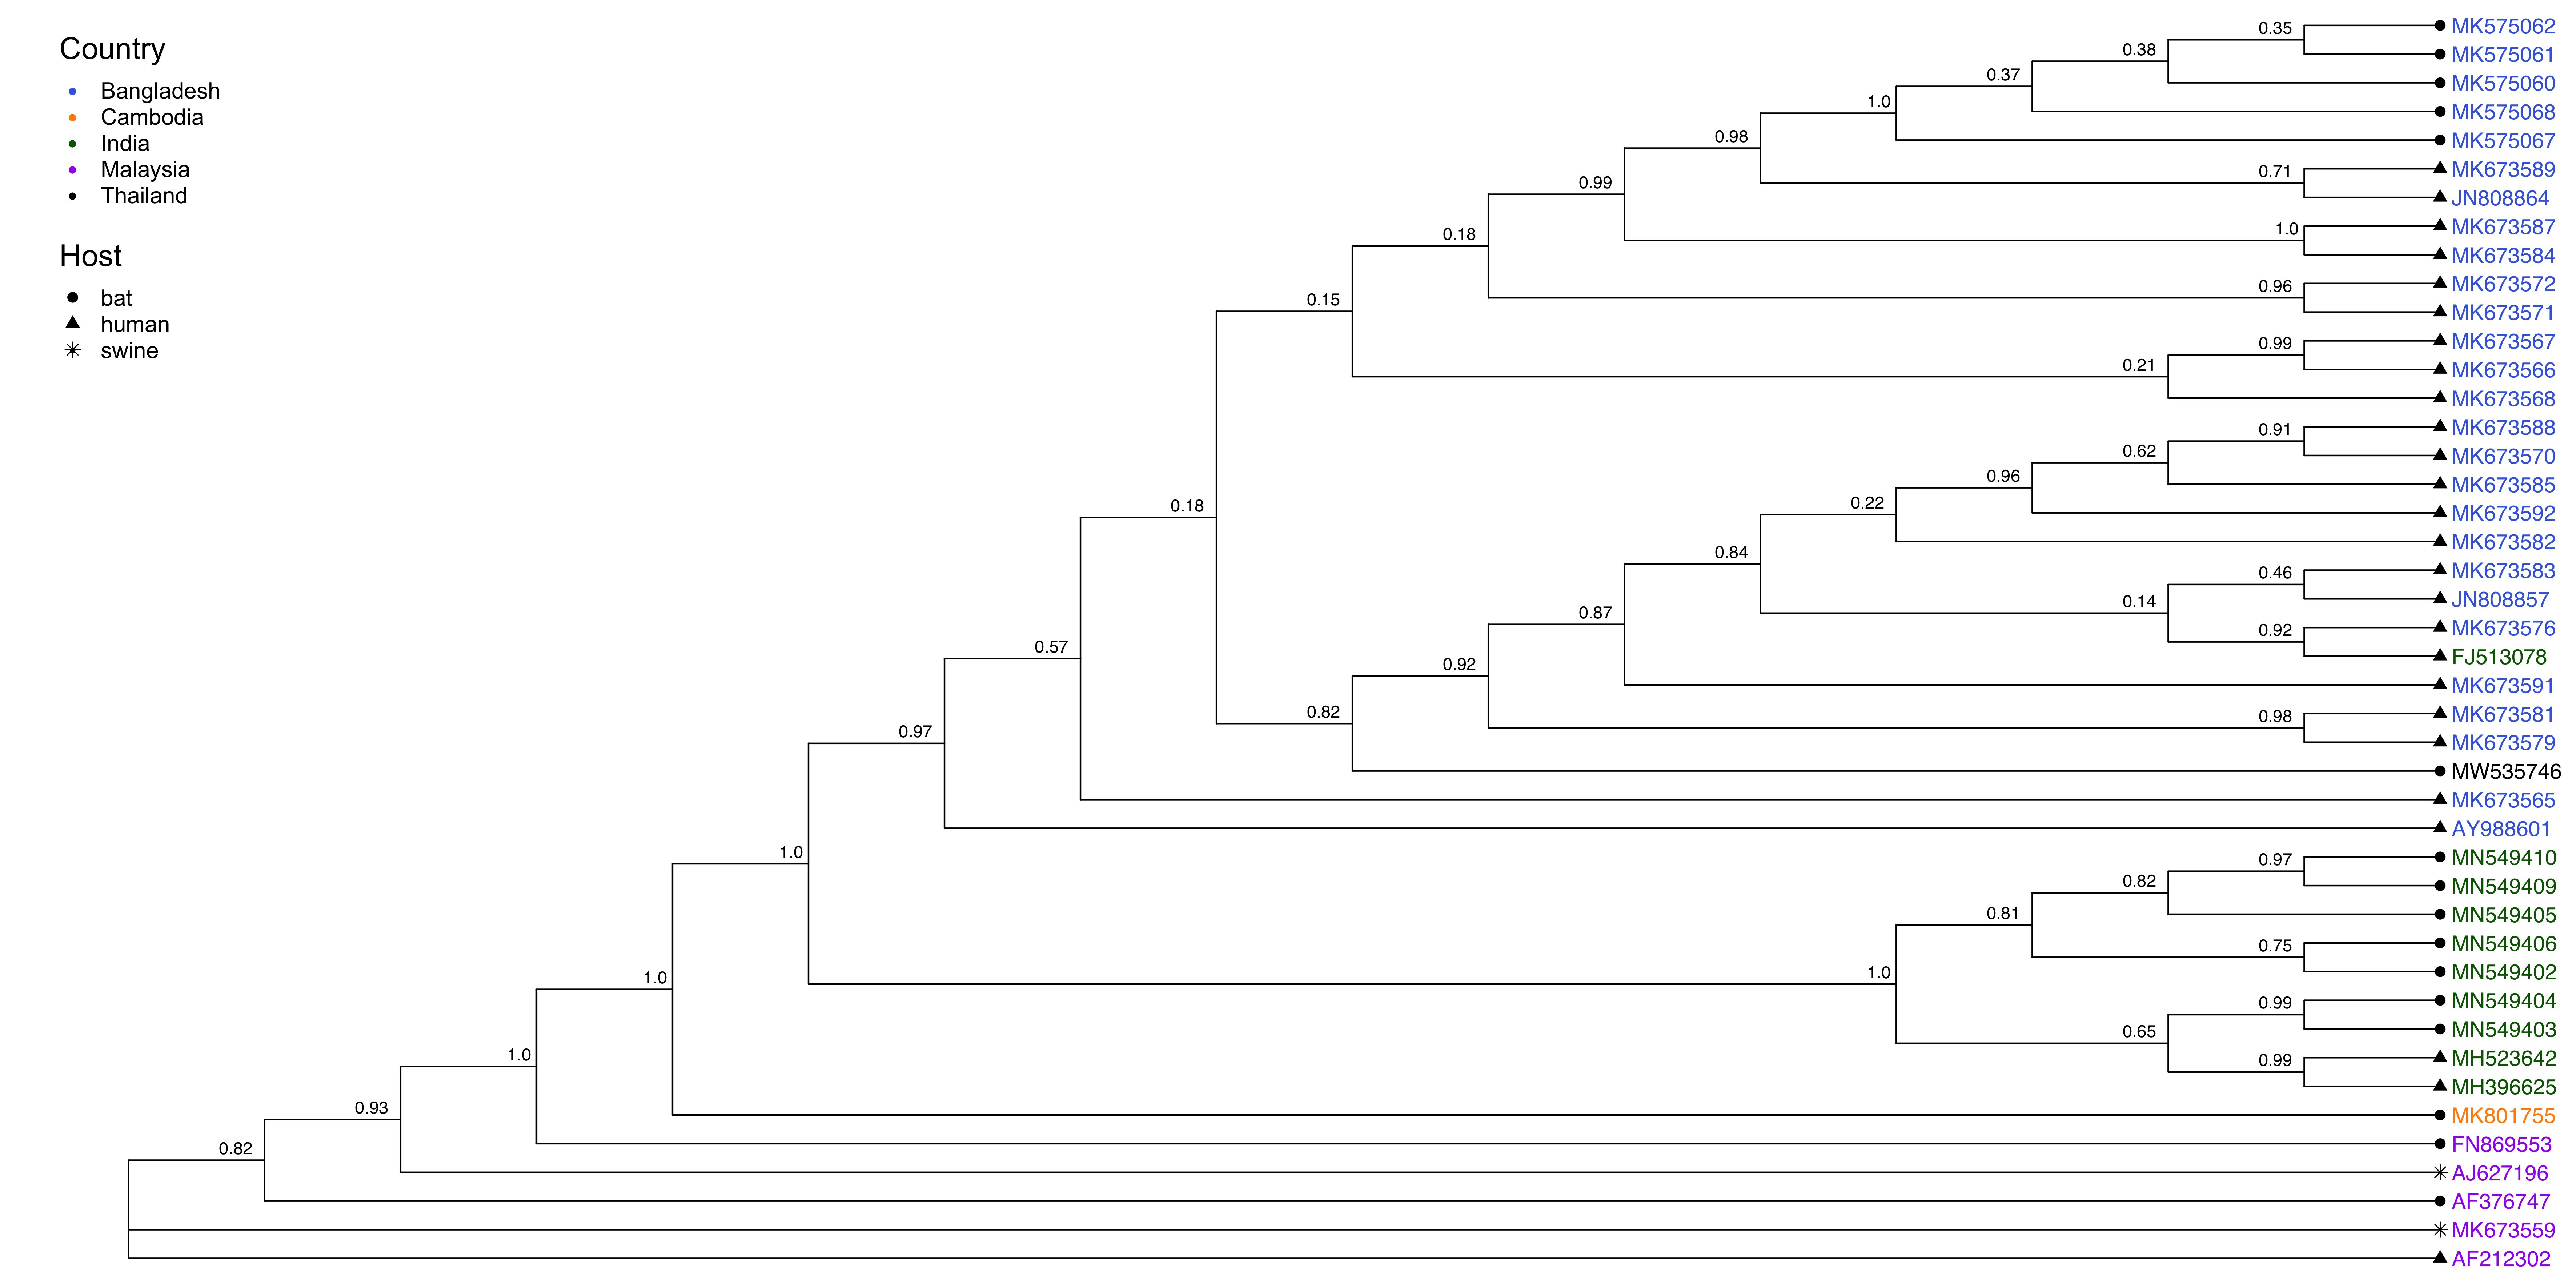 Country
Bangladesh
Cambodia
India
Malaysia
Thailand
Host
bat
human
swine
0.35
MK575062
MK575061
0.38
MK575060
0.37
MK575068
1.0
MK575067
0.98
0.71
MK673589
JN808864
0.99
1.0
MK673587
MK673584
0.18
0.96
MK673572
MK673571
0.15
0.99
MK673567
MK673566
0.21
MK673568
0.18
0.91
MK673588
MK673570
0.62
MK673585
0.96
MK673592
0.22
MK673582
0.84
0.46
MK673583
JN808857
0.14
0.92
MK673576
FJ513078
0.87
MK673591
0.92
0.98
MK673581
MK673579
0.82
MW535746
0.57
MK673565
0.97
AY988601
1.0
0.97
MN549410
MN549409
0.82
MN549405
0.81
0.75
MN549406
MN549402
1.0
0.99
MN549404
MN549403
0.65
0.99
MH523642
MH396625
1.0
MK801755
1.0
FN869553
0.93
AJ627196
0.82
AF376747
MK673559
AF212302